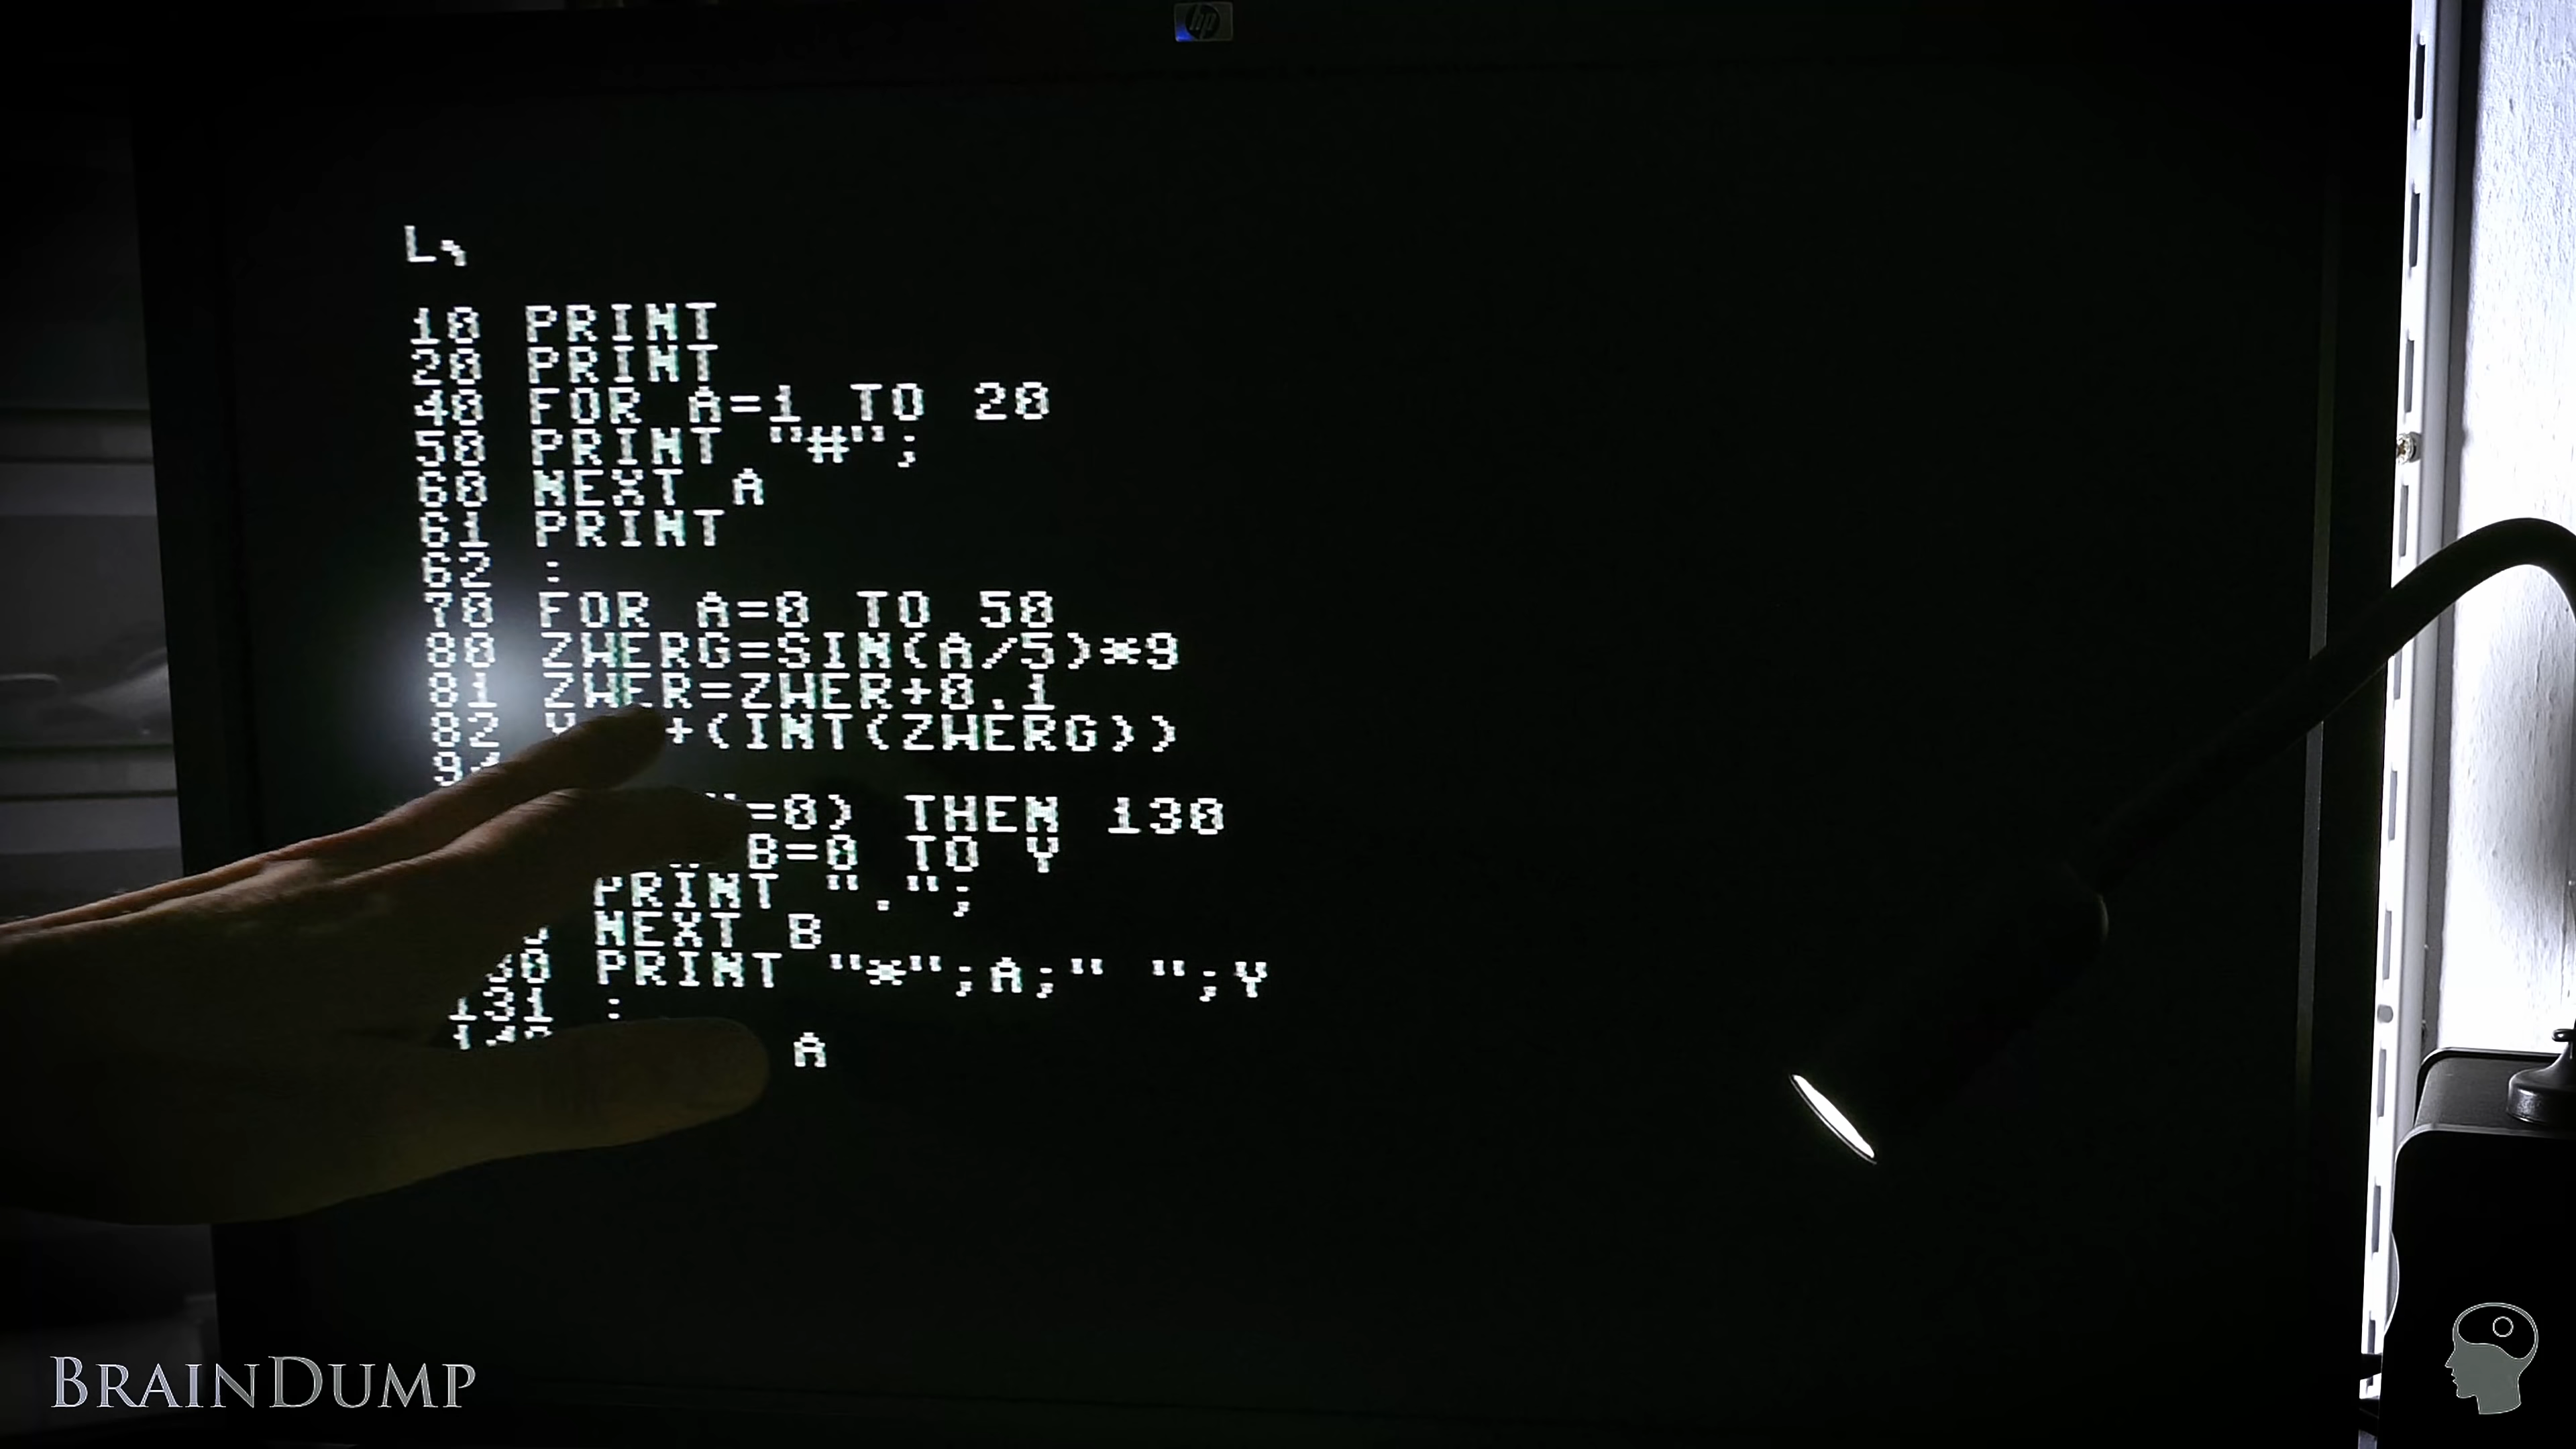 hp
L.
10 PRINT
20 PRINT
40 FOR A=1 TO 20
50 PRINT "#";
60 NEXT A
61 PRINT
62 :
70 FOR A=0 TO 50
80 ZWERG=SIN(A/5)*9
81 ZWER=ZWER+0.1
82 +(INT(ZWERG))
=0) THEN 130
B=0 TO Y
PRINT ".";
NEXT B
PRINT "*";A;" ";Y
131 :
A
BRAINDUMP